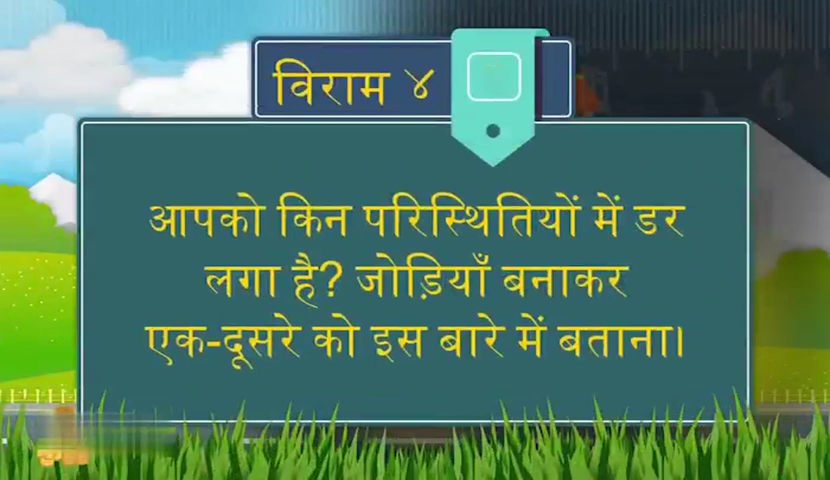 विराम ४
आपको किन परिस्थितियों में डर
लगा है? जोड़ियाँ बनाकर
एक-दूसरे को इस बारे में बताना।